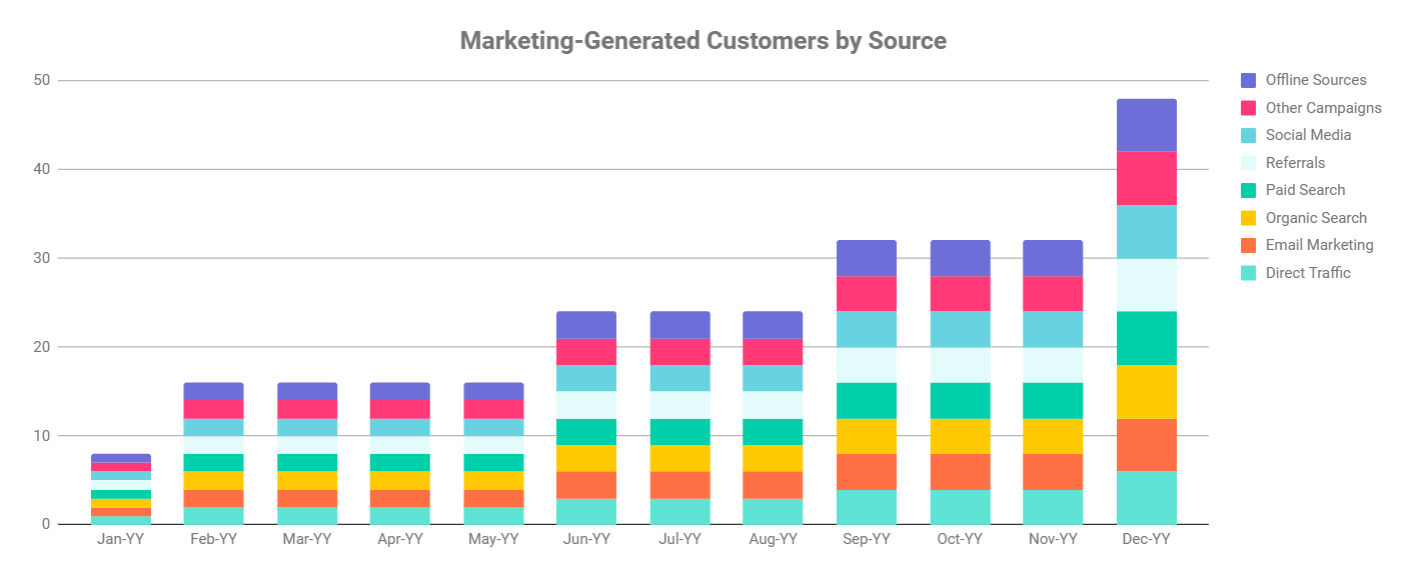 Marketing-Generated Customers by Source
50
40
30
20
10
0
Jan-YY Feb-YY Mar-YY Apr-YY May-YY Jun-YY Jul-YY Aug-YY Sep-YY Oct-YY Nov-YY Dec-YY
Offline Sources
Other Campaigns
Social Media
Referrals
Paid Search
Organic Search
Email Marketing
Direct Traffic